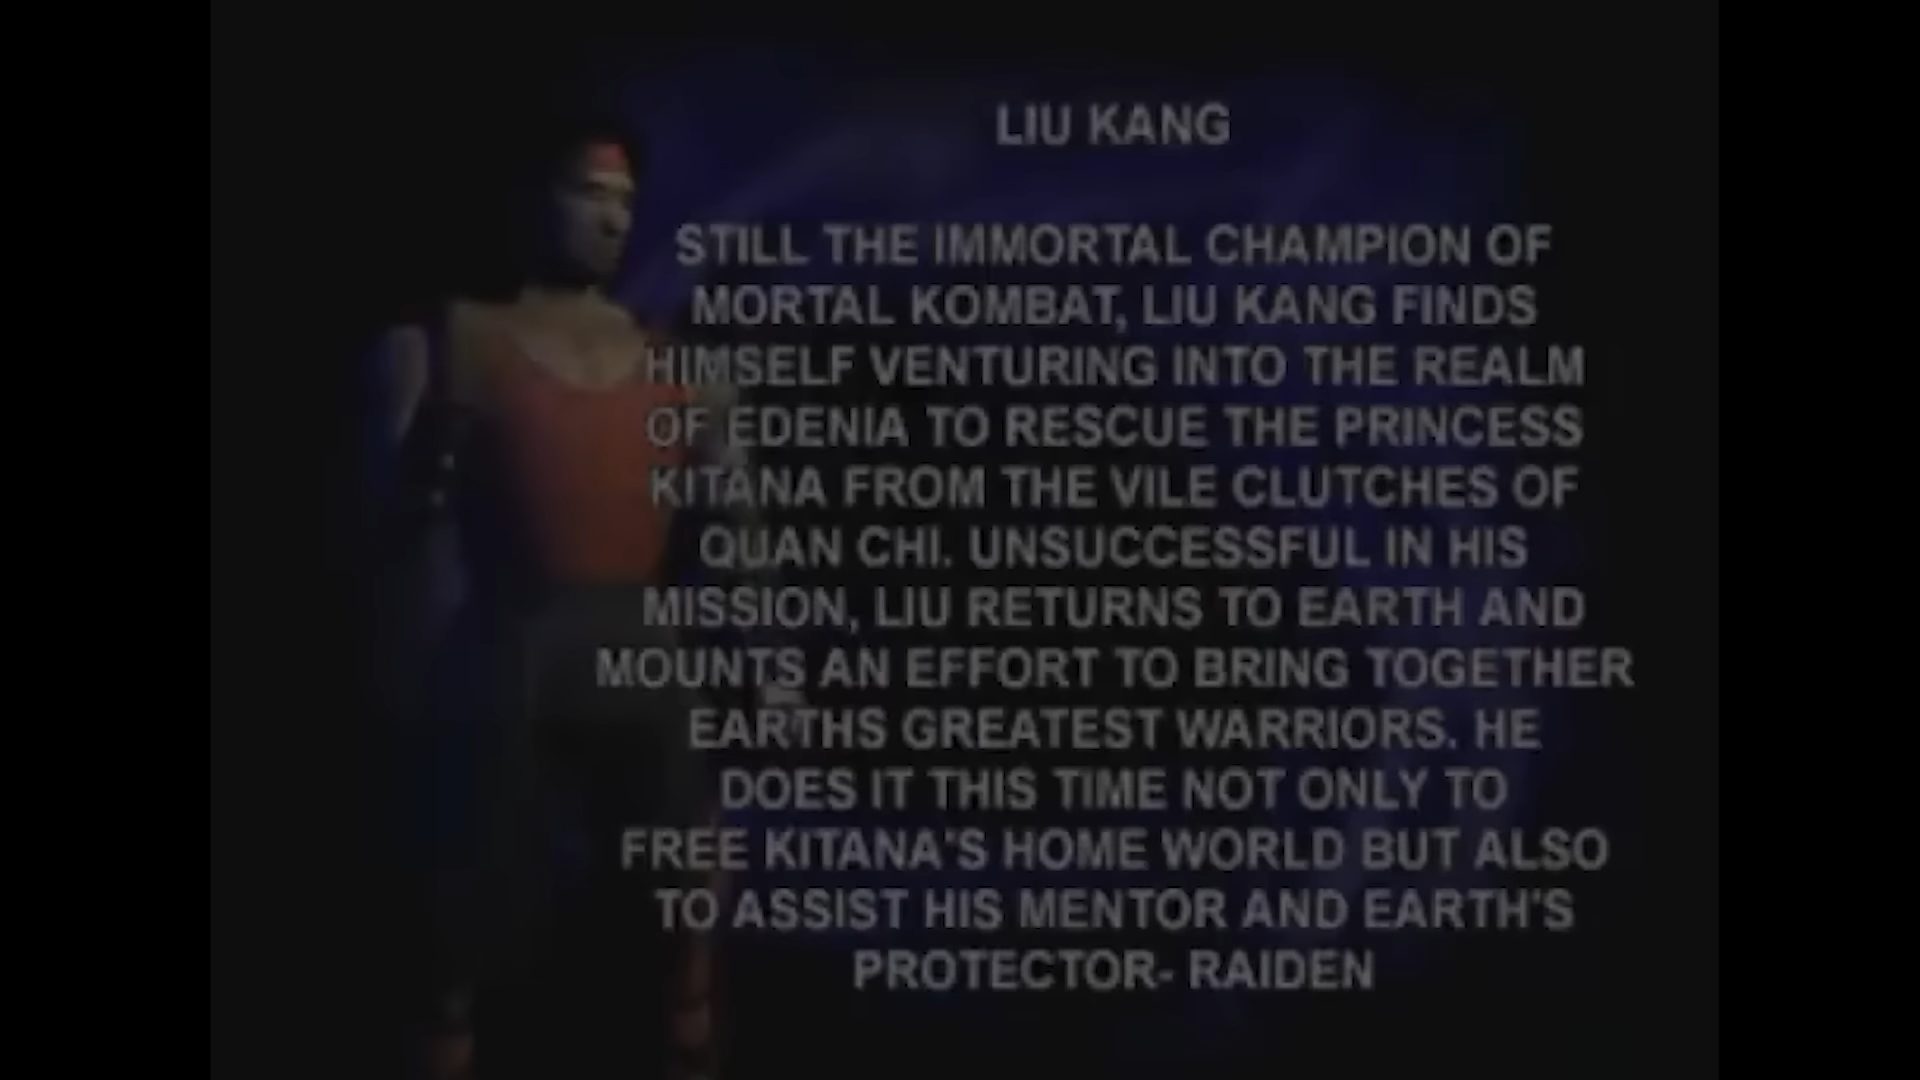 LIU KANG
STILL THE IMMORTAL CHAMPION OF
MORTAL KOMBAT, LIU KANG FINDS
HIMSELF VENTURING INTO THE REALM
OF EDENIA TO RESCUE THE PRINCESS
KITANA FROM THE VILE CLUTCHES OF
QUAN CHI. UNSUCCESSFUL IN HIS
MISSION, LIU RETURNS TO EARTH AND
MOUNTS AN EFFORT TO BRING TOGETHER
EARTHS GREATEST WARRIORS. HE
DOES IT THIS TIME NOT ONLY TO
FREE KITANA'S HOME WORLD BUT ALSO
TO ASSIST HIS MENTOR AND EARTH'S
PROTECTOR- RAIDEN